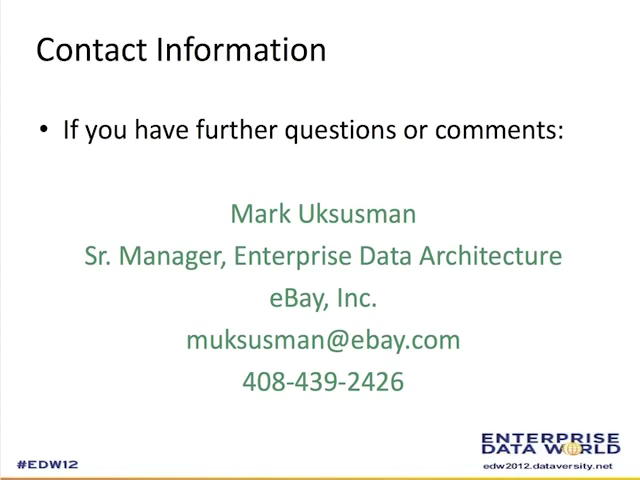 Contact Information
• If you have further questions or comments:
Mark Uksusman
Sr. Manager, Enterprise Data Architecture
eBay, Inc.
muksusman@ebay.com
408-439-2426
#EDW12
ENTERPRISE
DATA WORLD
edw2012.dataversity.net